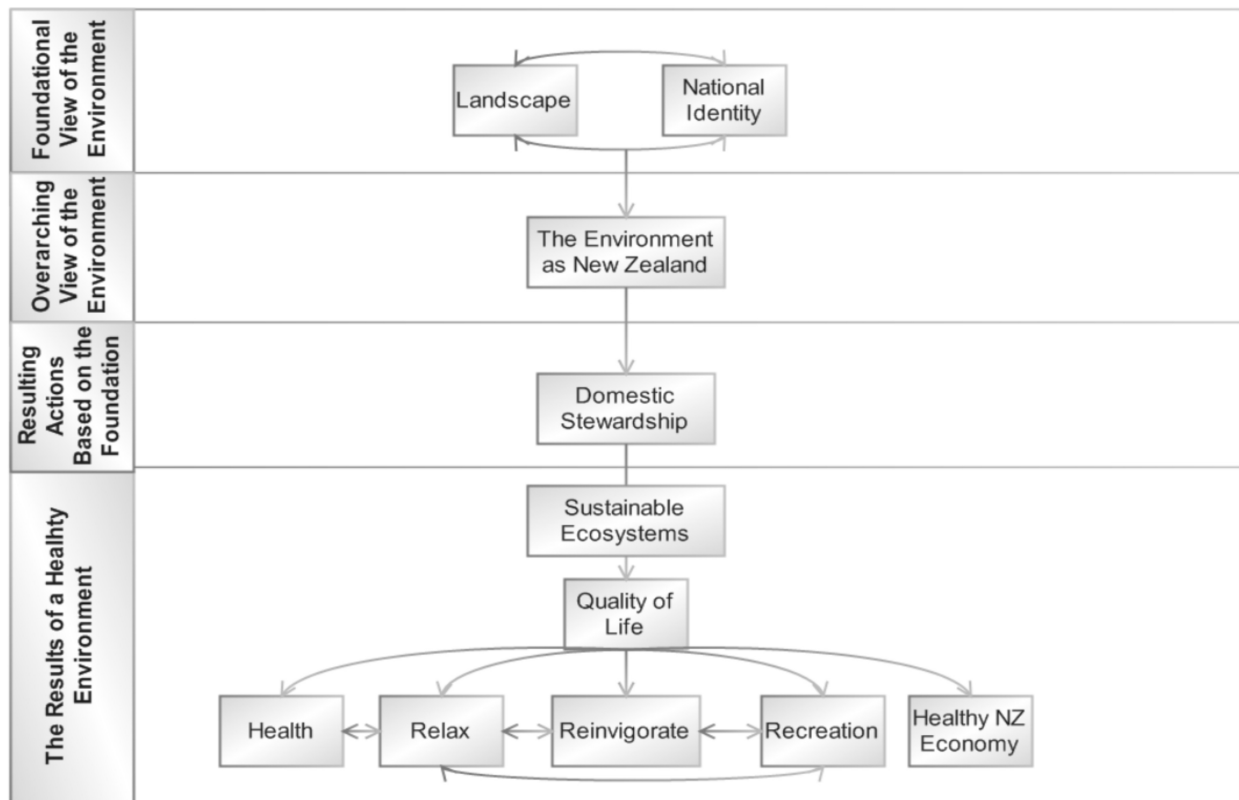 Foundational
View of the
Environment
Landscape
National
Identity
Overarching
View of the
Environment
The Environment
as New Zealand
Resulting
Actions
Based on the
Foundation
Domestic
Stewardship
The Results of a Healhty
Environment
Sustainable
Ecosystems
Quality of
Life
Health
Relax
Reinvigorate
Recreation
Healthy NZ
Economy